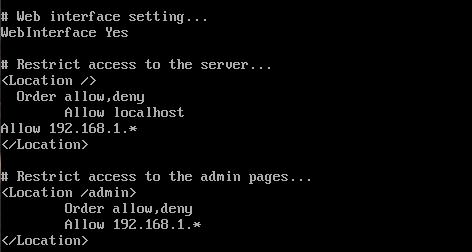 # Web interface setting...
WebInterface Yes
# Restrict access to the server...
<Location />
  Order allow,deny
        Allow localhost
Allow 192.168.1.*
</Location>
# Restrict access to the admin pages...
<Location /admin>
        Order allow,deny
        Allow 192.168.1.*
</Location>